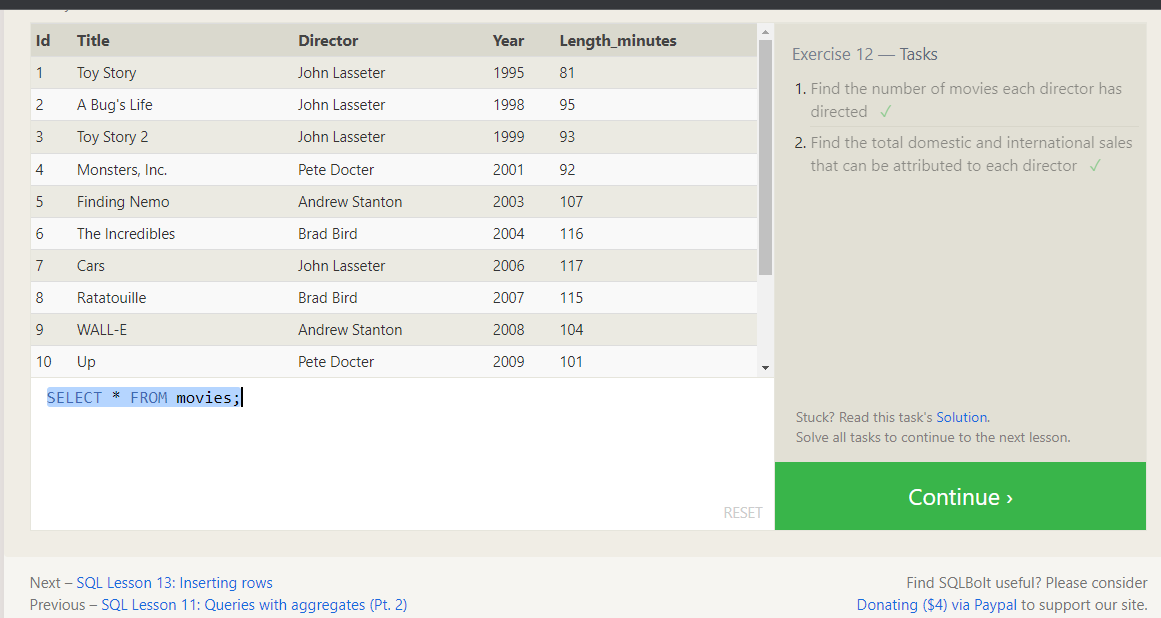 Id Title Director Year Length_minutes
1 Toy Story John Lasseter 1995 81
2 A Bug's Life John Lasseter 1998 95
3 Toy Story 2 John Lasseter 1999 93
4 Monsters, Inc. Pete Docter 2001 92
5 Finding Nemo Andrew Stanton 2003 107
6 The Incredibles Brad Bird 2004 116
7 Cars John Lasseter 2006 117
8 Ratatouille Brad Bird 2007 115
9 WALL-E Andrew Stanton 2008 104
10 Up Pete Docter 2009 101
SELECT * FROM movies;
RESET
Exercise 12 — Tasks
1. Find the number of movies each director has
directed ✓
2. Find the total domestic and international sales
that can be attributed to each director ✓
Stuck? Read this task's Solution.
Solve all tasks to continue to the next lesson.
Continue ›
Next – SQL Lesson 13: Inserting rows
Previous – SQL Lesson 11: Queries with aggregates (Pt. 2)
Find SQLBolt useful? Please consider
Donating ($4) via Paypal to support our site.